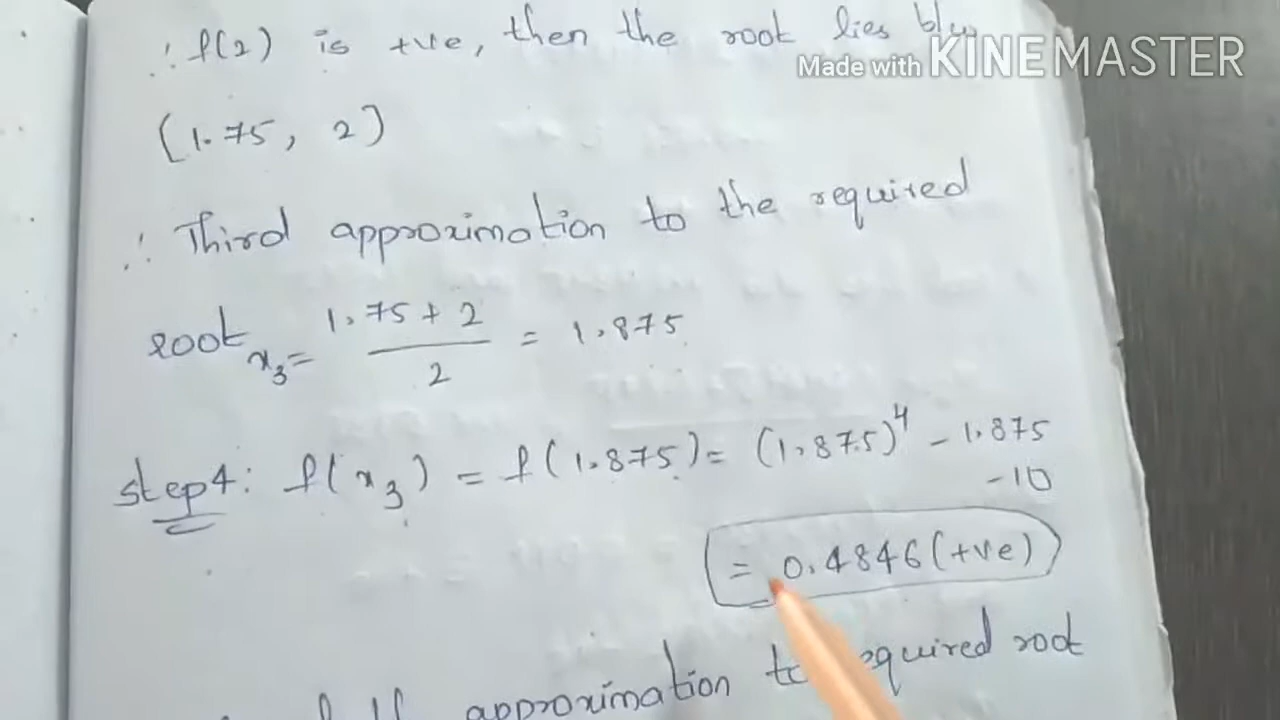 ∴ f(2) is +ve, then the root lies btw
Made with KINEMASTER
(1.75, 2)
∴ Third approximation to the required
root x₃ = (1.75 + 2)/2 = 1.875
step4: f(x₃) = f(1.875) = (1.875)⁴ - 1.875
-10
= 0.4846 (+ve)
approximation to required root